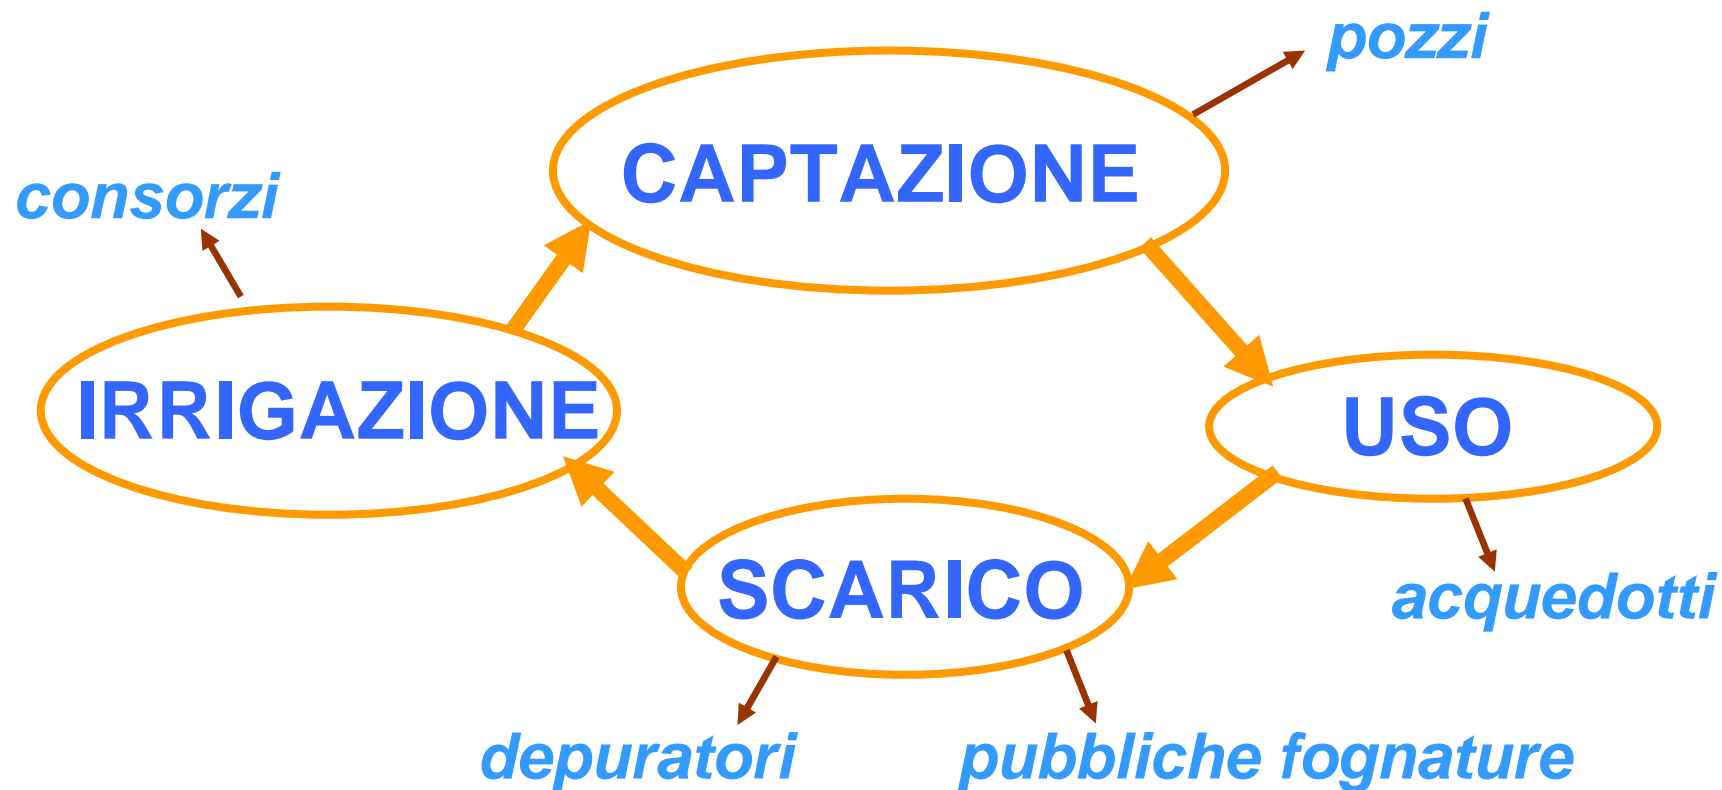 pozzi
CAPTAZIONE
consorzi
IRRIGAZIONE
USO
SCARICO
acquedotti
depuratori
pubbliche fognature